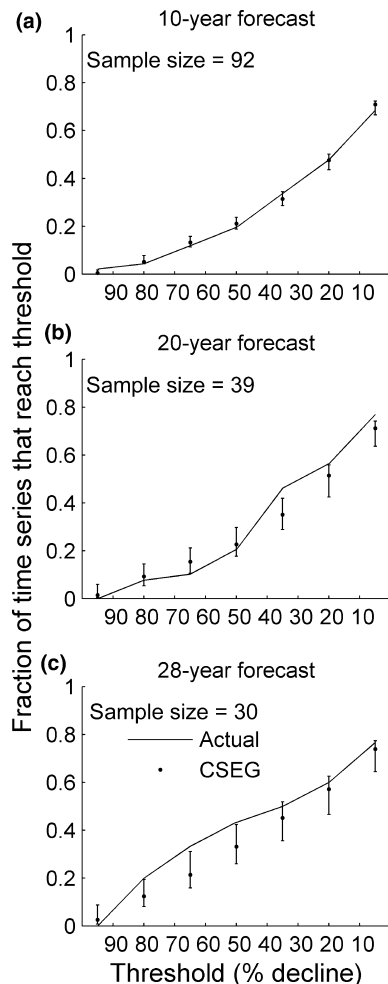 (a)
10-year forecast
Sample size = 92
1
0.8
0.6
0.4
0.2
0
90 80 70 60 50 40 30 20 10
(b)
20-year forecast
Sample size = 39
1
0.8
0.6
0.4
0.2
0
90 80 70 60 50 40 30 20 10
(c)
28-year forecast
Sample size = 30
Actual
CSEG
1
0.8
0.6
0.4
0.2
0
90 80 70 60 50 40 30 20 10
Threshold (% decline)
Fraction of time series that reach threshold